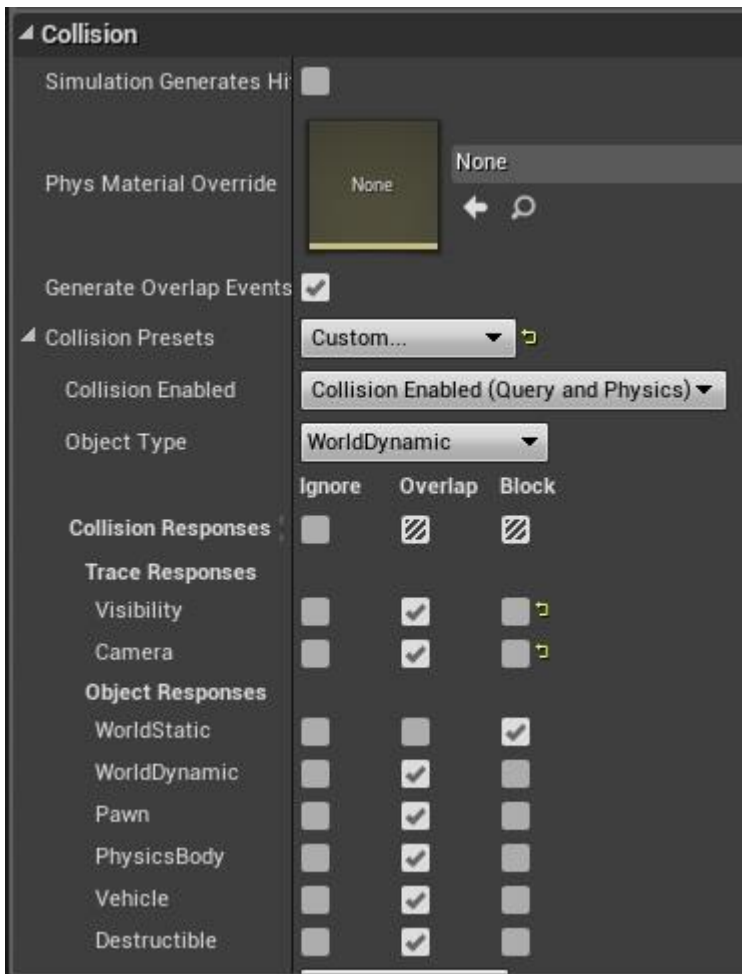 Collision
Simulation Generates Hi
Phys Material Override
None
None
Generate Overlap Events
Collision Presets
Custom...
Collision Enabled
Collision Enabled (Query and Physics)
Object Type
WorldDynamic
Ignore Overlap Block
Collision Responses
Trace Responses
Visibility
Camera
Object Responses
WorldStatic
WorldDynamic
Pawn
PhysicsBody
Vehicle
Destructible